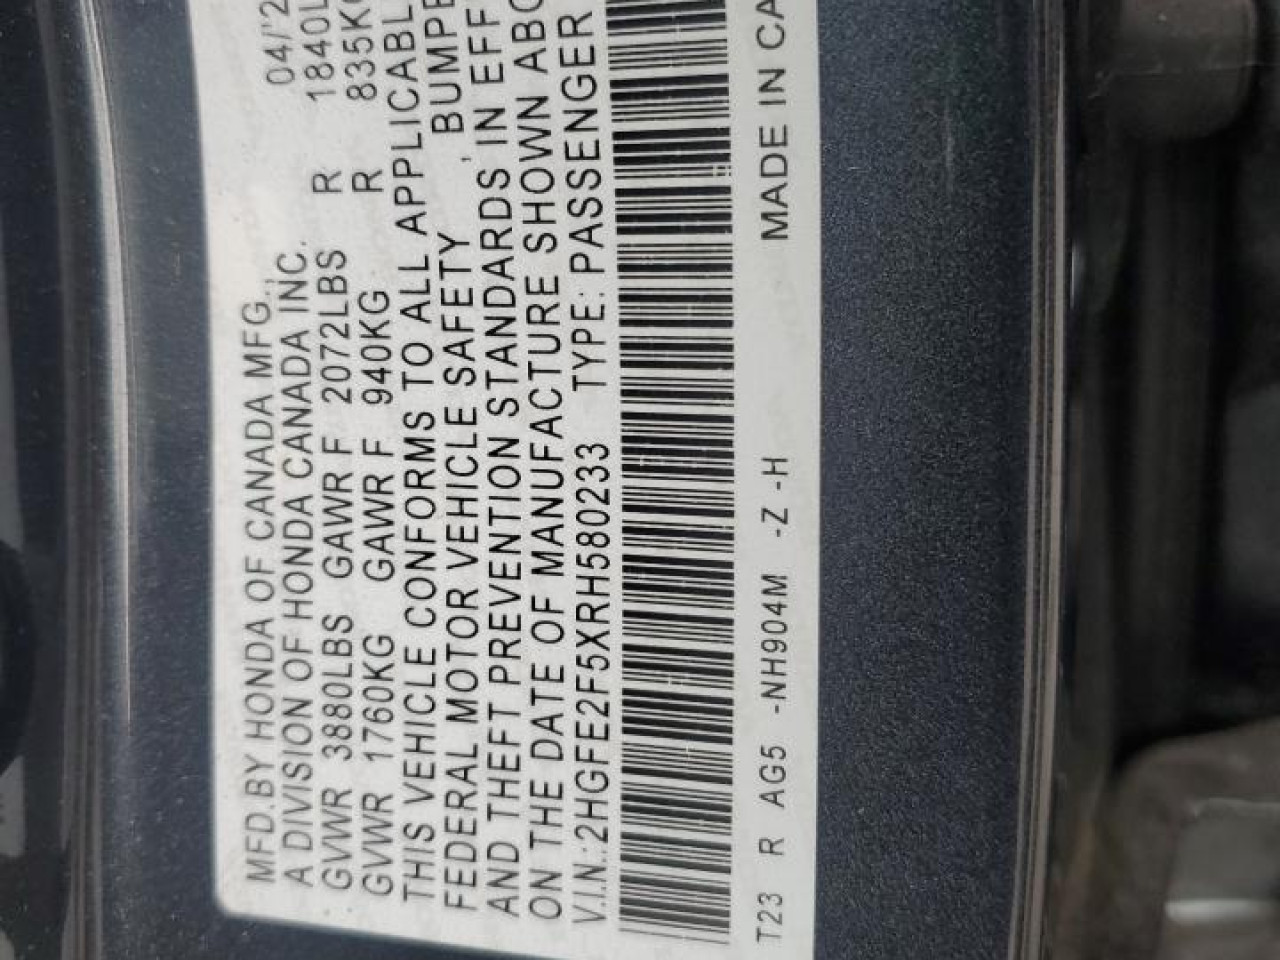 MFD.BY HONDA OF CANADA MFG., 04/'2
A DIVISION OF HONDA CANADA INC.
GVWR 3880LBS GAWR F 2072LBS R 1840L
GVWR 1760KG GAWR F 940KG R 835K
THIS VEHICLE CONFORMS TO ALL APPLICABL
FEDERAL MOTOR VEHICLE SAFETY, BUMPE
AND THEFT PREVENTION STANDARDS IN EFF
ON THE DATE OF MANUFACTURE SHOWN ABO
V.I.N.:2HGFE2F5XRH580233 TYPE: PASSENGER
T23 R AG5 -NH904M -Z -H MADE IN CA